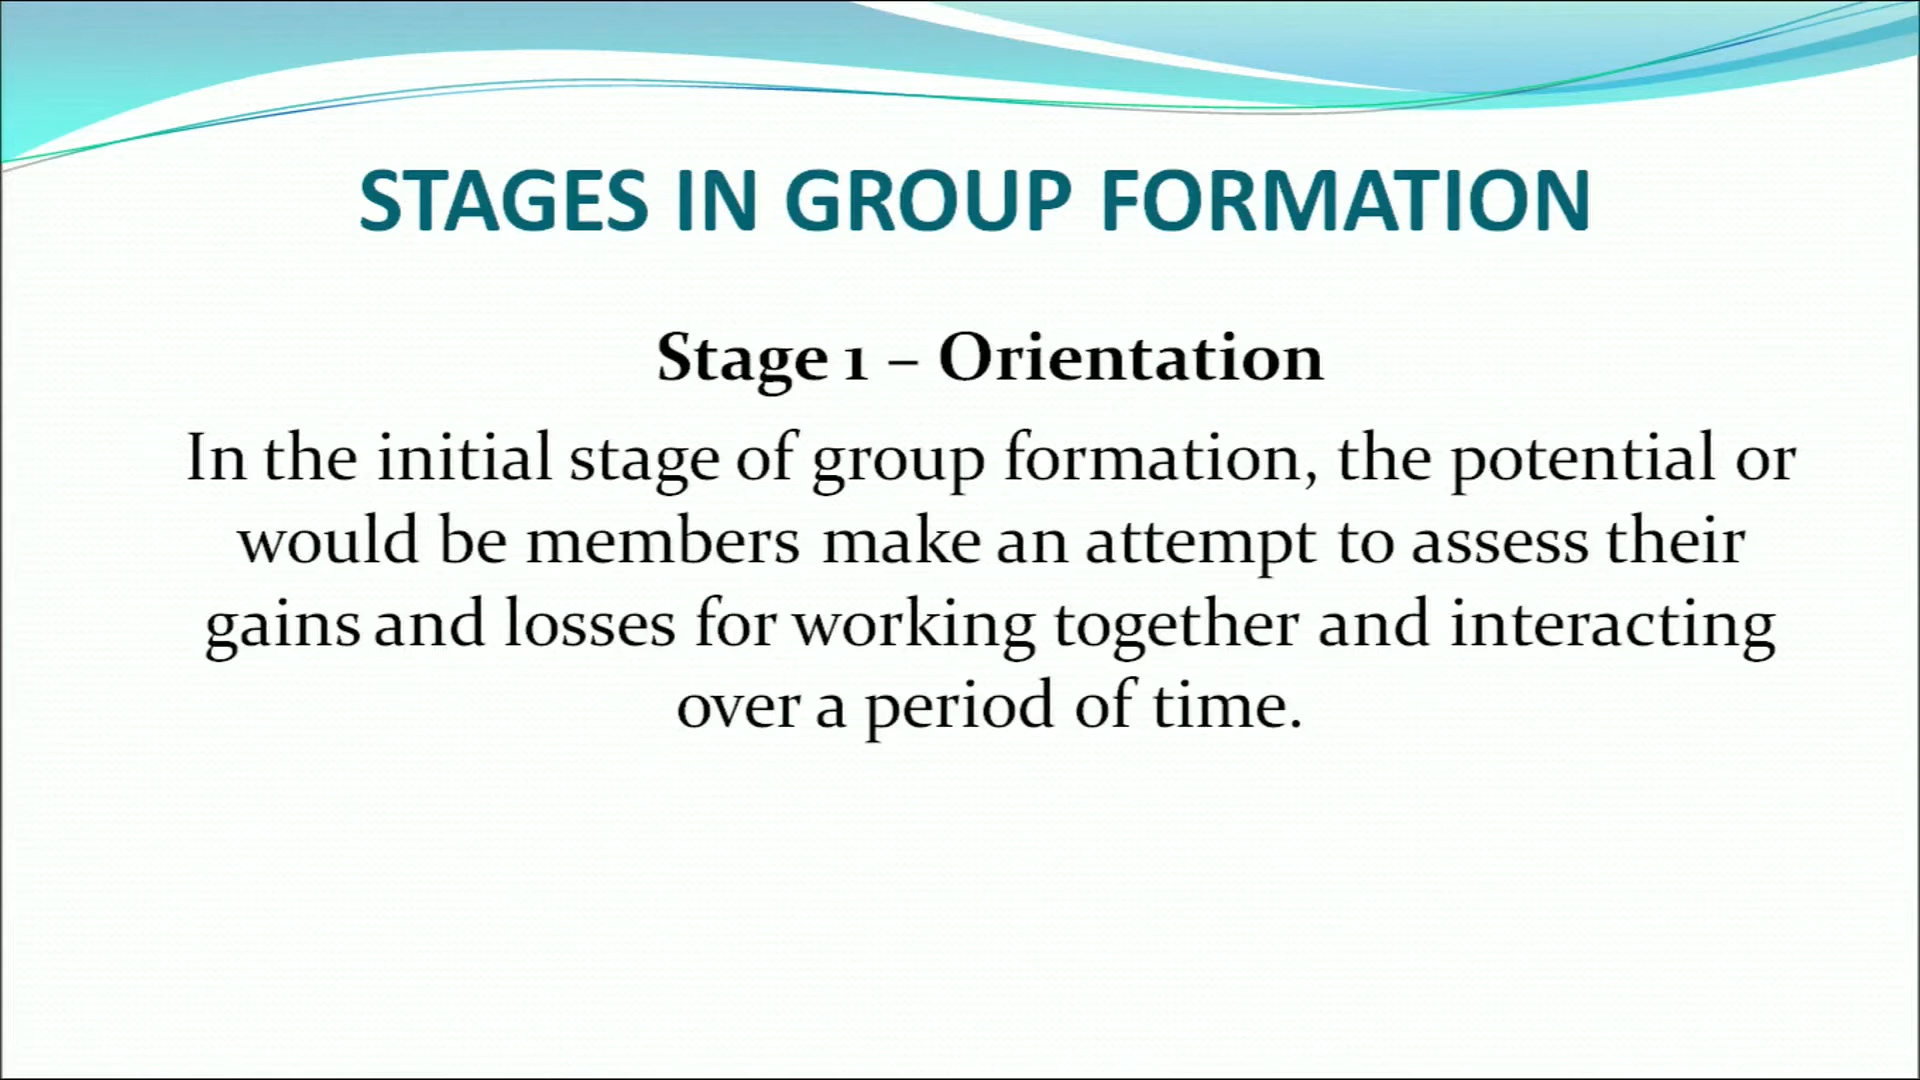 STAGES IN GROUP FORMATION
Stage 1 – Orientation
In the initial stage of group formation, the potential or
would be members make an attempt to assess their
gains and losses for working together and interacting
over a period of time.